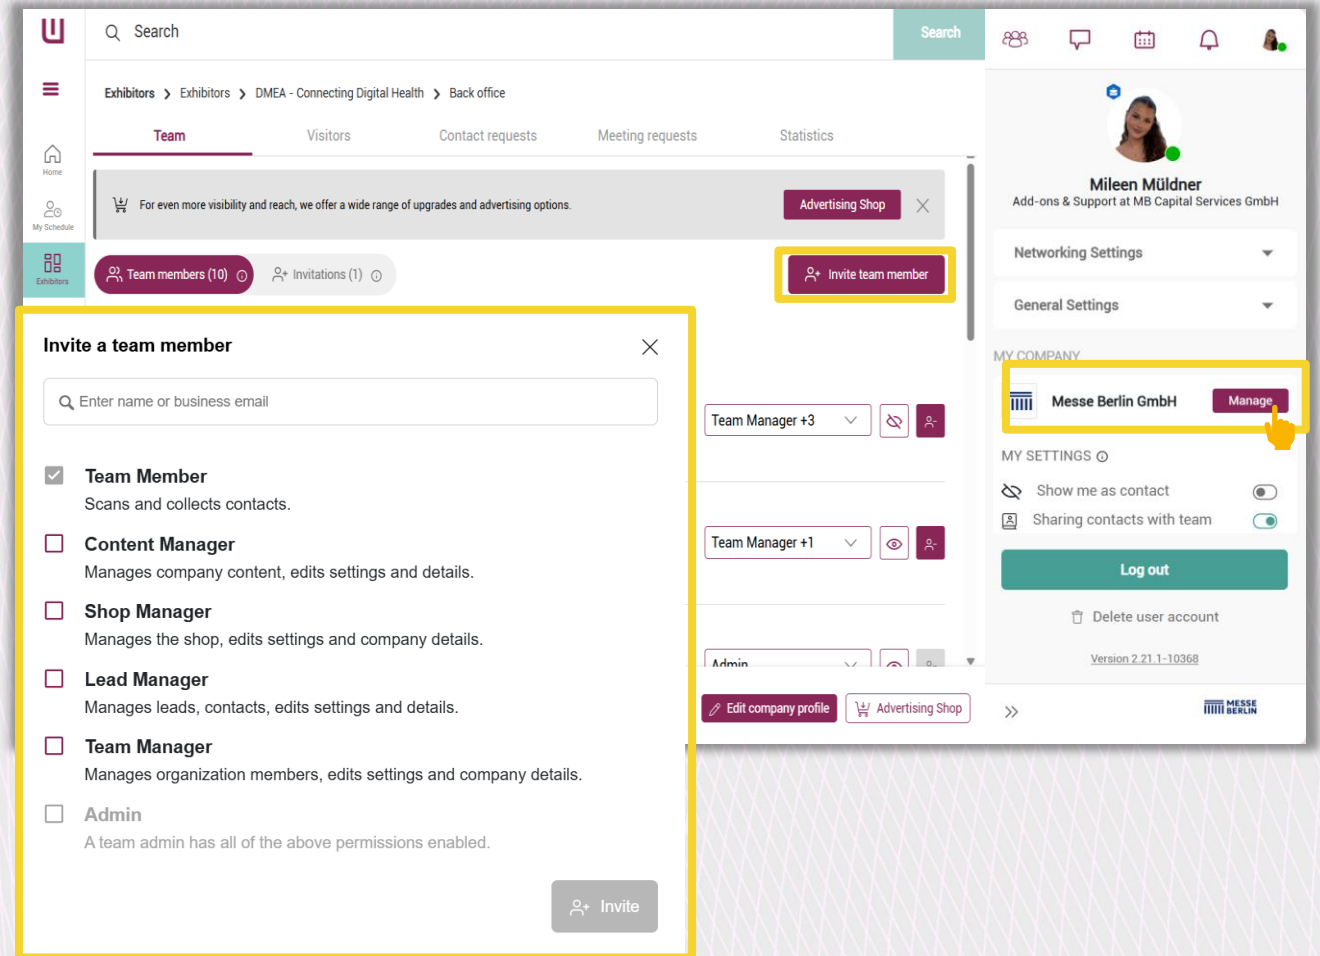 Search
Search
Exhibitors > Exhibitors > DMEA - Connecting Digital Health > Back office
Team
Visitors
Contact requests
Meeting requests
Statistics
Home
My Schedule
Exhibitors
For even more visibility and reach, we offer a wide range of upgrades and advertising options.
Advertising Shop
Team members (10)
Invitations (1)
Invite team member
Invite a team member
Enter name or business email
Team Member
Scans and collects contacts.
Content Manager
Manages company content, edits settings and details.
Shop Manager
Manages the shop, edits settings and company details.
Lead Manager
Manages leads, contacts, edits settings and details.
Team Manager
Manages organization members, edits settings and company details.
Admin
A team admin has all of the above permissions enabled.
Invite
Team Manager +3
Team Manager +1
Admin
Edit company profile
Advertising Shop
Mileen Müldner
Add-ons & Support at MB Capital Services GmbH
Networking Settings
General Settings
MY COMPANY
Messe Berlin GmbH
Manage
MY SETTINGS
Show me as contact
Sharing contacts with team
Log out
Delete user account
Version 2.21.1-10368
MESSE
BERLIN